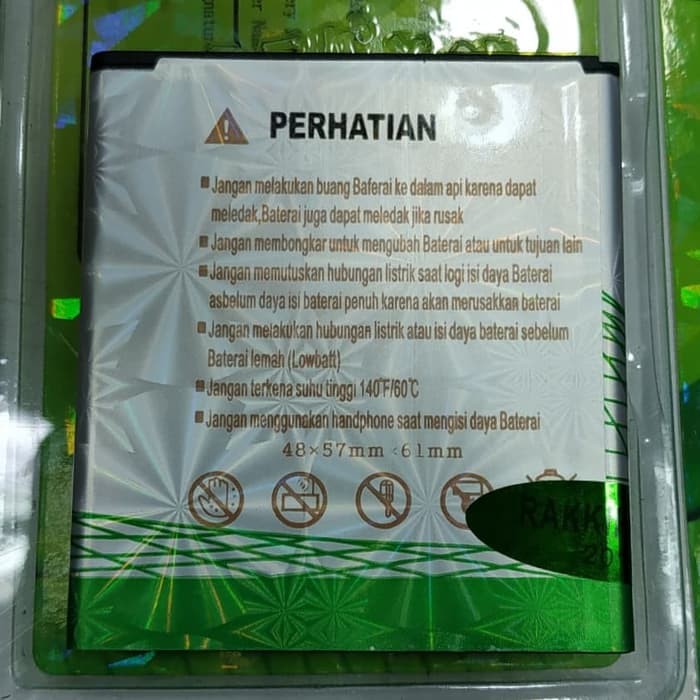 PERHATIAN
Jangan melakukan buang Baferai ke dalam api karena dapat
meledak,Baterai juga dapat meledak jika rusak
Jangan membongkar untuk mengubah Baterai atau untuk tujuan lain
Jangan memutuskan hubungan listrik saat logi isi daya Baterai
asbelum daya isi baterai penuh karena akan merusakkan baterai
Jangan melakukan hubungan listrik atau isi daya baterai sebelum
Baterai lemah (Lowbatt)
Jangan terkena suhu tinggi 140℉/60℃
Jangan menggunakan handphone saat mengisi daya Baterai
48×57mm <61mm
RAKK
20